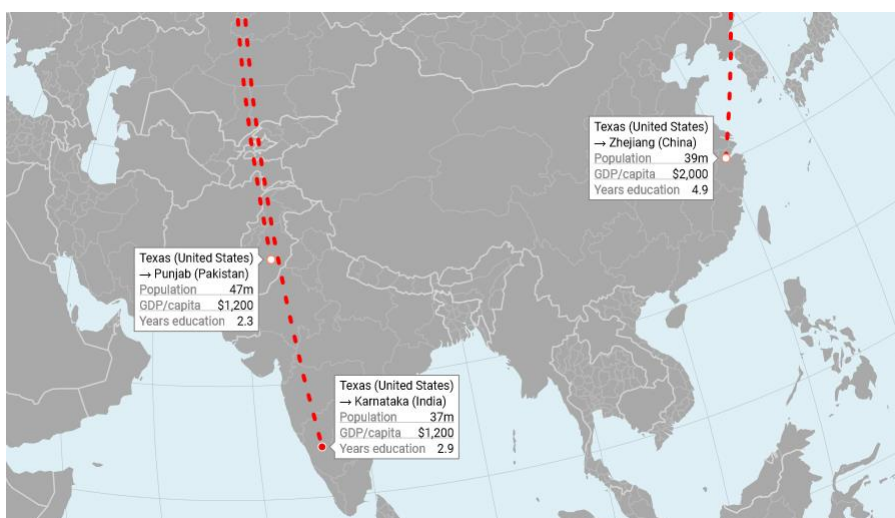 Texas (United States)
→ Zhejiang (China)
Population 39m
GDP/capita $2,000
Years education 4.9
Texas (United States)
→ Punjab (Pakistan)
Population 47m
GDP/capita $1,200
Years education 2.3
Texas (United States)
→ Karnataka (India)
Population 37m
GDP/capita $1,200
Years education 2.9